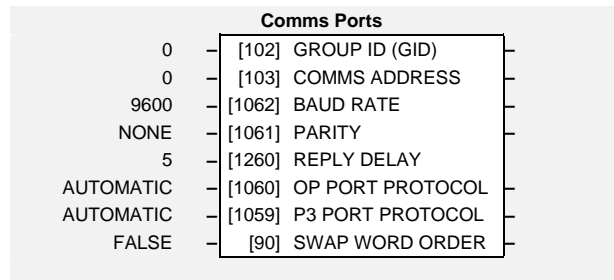 Comms Ports
0 – [102] GROUP ID (GID) –
0 – [103] COMMS ADDRESS –
9600 – [1062] BAUD RATE –
NONE – [1061] PARITY –
5 – [1260] REPLY DELAY
AUTOMATIC – [1060] OP PORT PROTOCOL –
AUTOMATIC – [1059] P3 PORT PROTOCOL –
FALSE – [90] SWAP WORD ORDER –